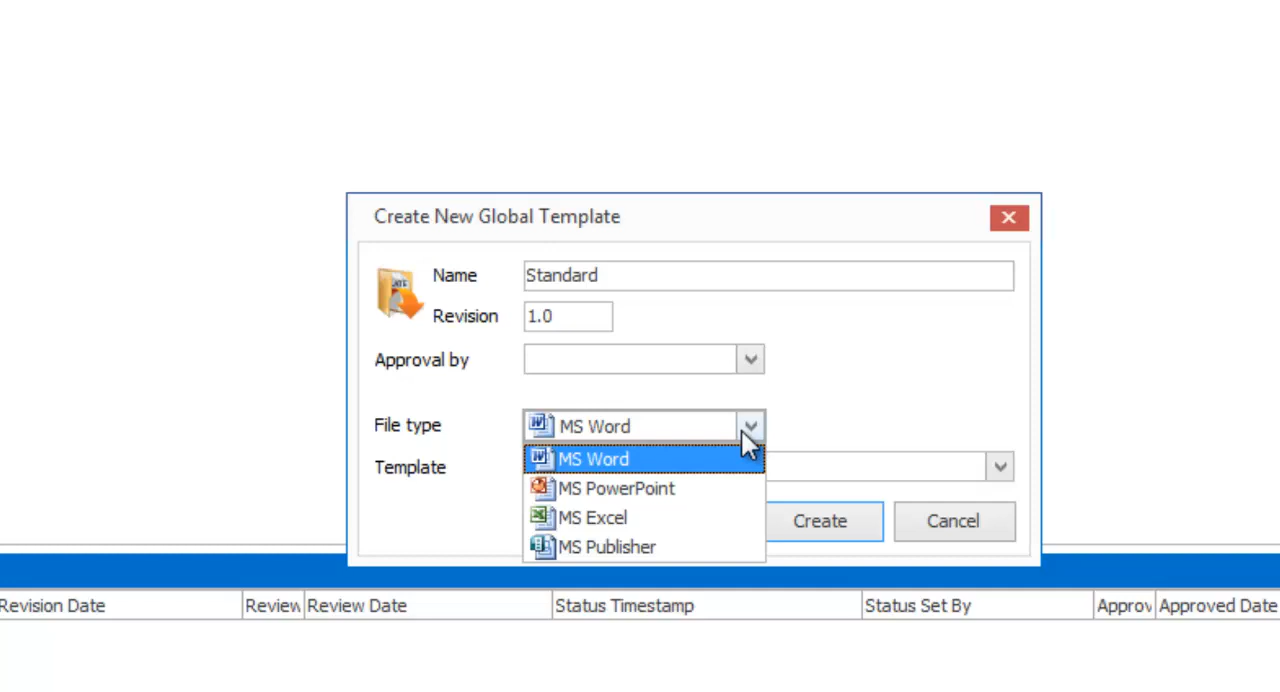 Create New Global Template
Name Standard
Revision 1.0
Approval by
File type MS Word
MS Word
Template
MS PowerPoint
MS Excel
Create Cancel
MS Publisher
Revision Date Review Review Date Status Timestamp Status Set By Approv Approved Date